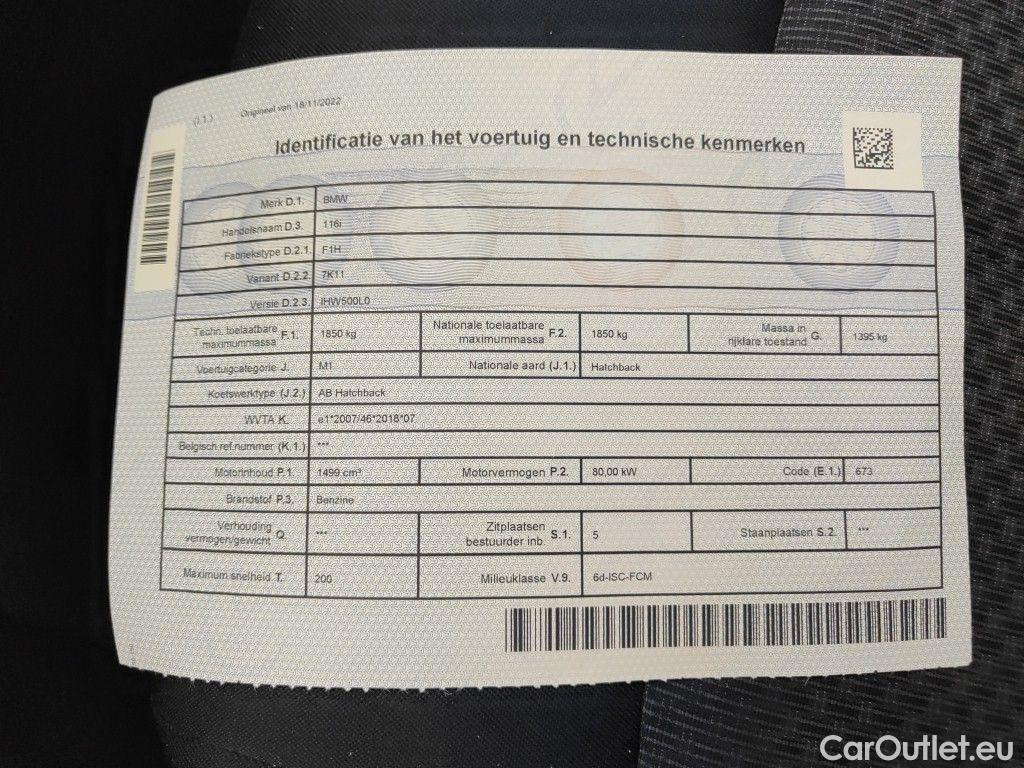 (I.1.) Origineel van 18/11/2022
Identificatie van het voertuig en technische kenmerken
Merk D.1. BMW
Handelsnaam D.3. 116i
Fabriekstype D.2.1. F1H
Variant D.2.2. 7K11
Versie D.2.3. IHW500L0
Techn. toelaatbare maximummassa F.1. 1850 kg Nationale toelaatbare maximummassa F.2. 1850 kg Massa in rijklare toestand G. 1395 kg
Voertuigcategorie J. M1 Nationale aard (J.1.) Hatchback
Koetswerktype (J.2.) AB Hatchback
WVTA K. e1*2007/46*2018*07
Belgisch ref.nummer (K.1.) ***
Motorinhoud P.1. 1499 cm³ Motorvermogen P.2. 80,00 kW Code (E.1.) 673
Brandstof P.3. Benzine
Verhouding vermogen/gewicht Q. *** Zitplaatsen bestuurder inb. S.1. 5 Staanplaatsen S.2. ***
Maximum snelheid T. 200 Milieuklasse V.9. 6d-ISC-FCM
CarOutlet.eu